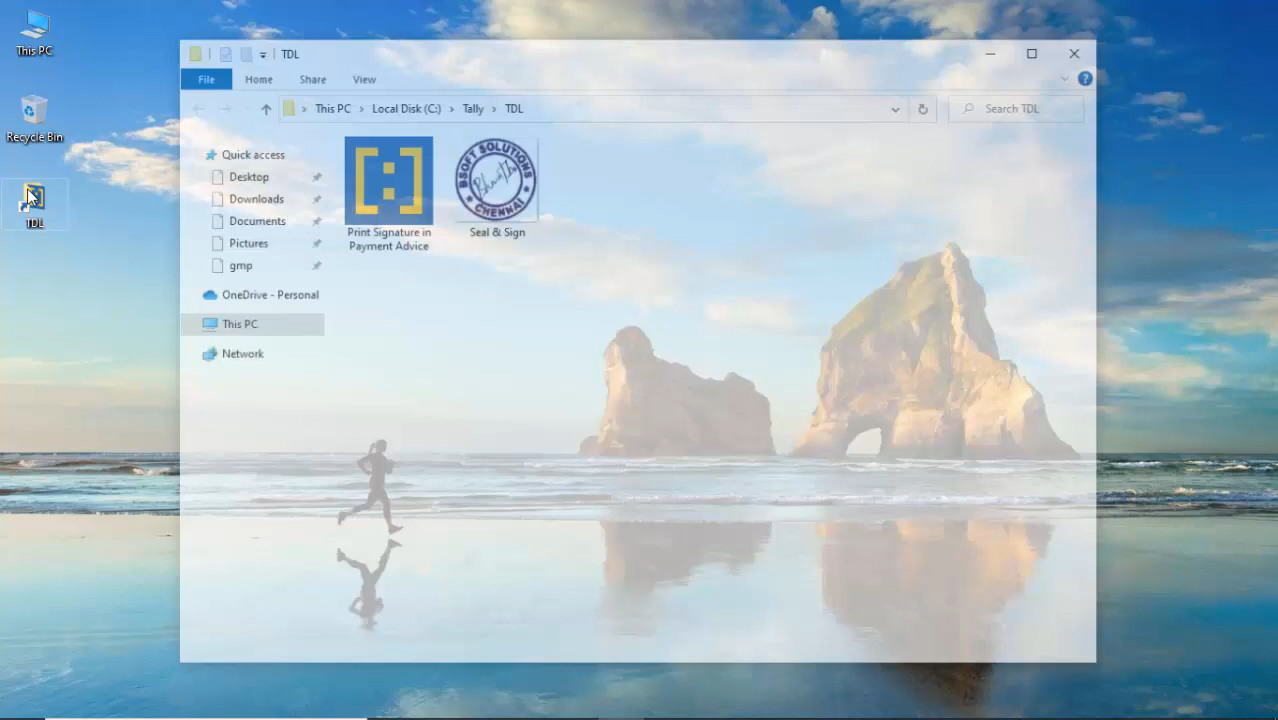 This PC
Recycle Bin
TDL
TDL
File Home Share View
This PC Local Disk (C:) Tally TDL
Search TDL
Quick access
Desktop
Downloads
Documents
Pictures
gmp
OneDrive - Personal
This PC
Network
Print Signature in
Payment Advice
BSOFT SOLUTIONS
CHENNAI
Seal & Sign